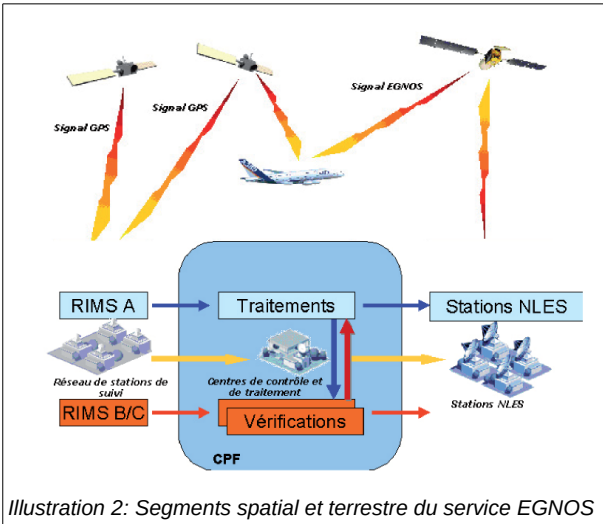 Signal GPS
Signal GPS
Signal EGNOS
RIMS A
Traitements
Stations NLES
Réseau de stations de
suivi
Centres de contrôle et
de traitement
Stations NLES
RIMS B/C
Vérifications
CPF
Illustration 2: Segments spatial et terrestre du service EGNOS